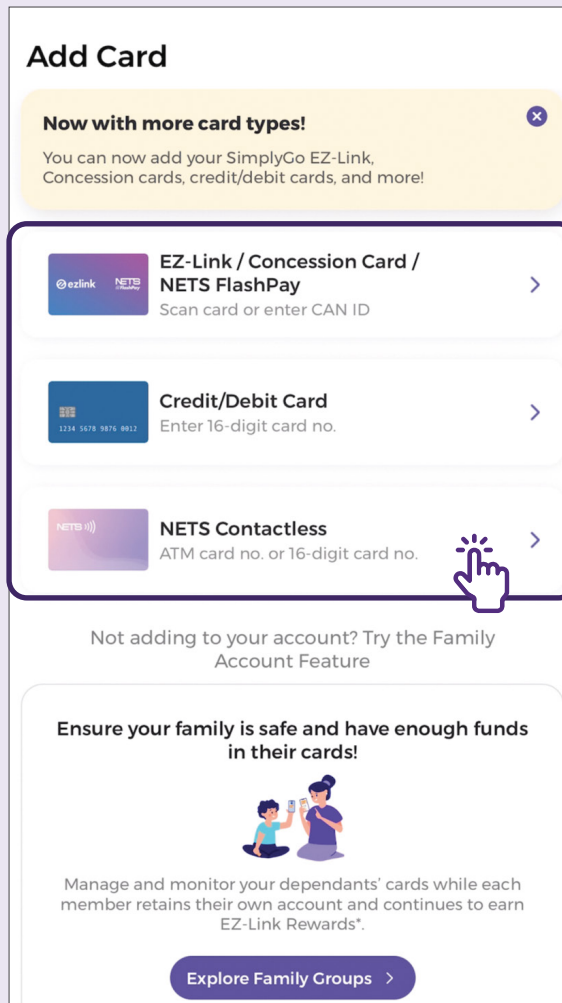 Add Card
Now with more card types!
You can now add your SimplyGo EZ-Link,
Concession cards, credit/debit cards, and more!
ezlink NETS
FlashPay
EZ-Link / Concession Card /
NETS FlashPay
Scan card or enter CAN ID
1234 5678 9876 0012
Credit/Debit Card
Enter 16-digit card no.
NETS
NETS Contactless
ATM card no. or 16-digit card no.
Not adding to your account? Try the Family
Account Feature
Ensure your family is safe and have enough funds
in their cards!
Manage and monitor your dependants' cards while each
member retains their own account and continues to earn
EZ-Link Rewards*.
Explore Family Groups >